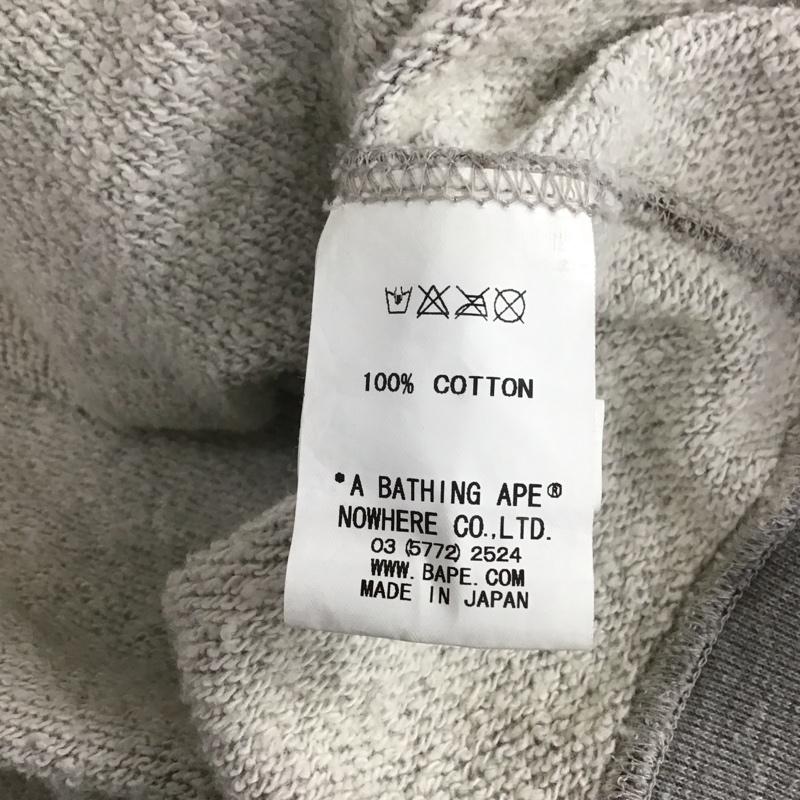 100% COTTON
*A BATHING APE®
NOWHERE CO.,LTD.
03 (5772) 2524
WWW. BAPE. COM
MADE IN JAPAN